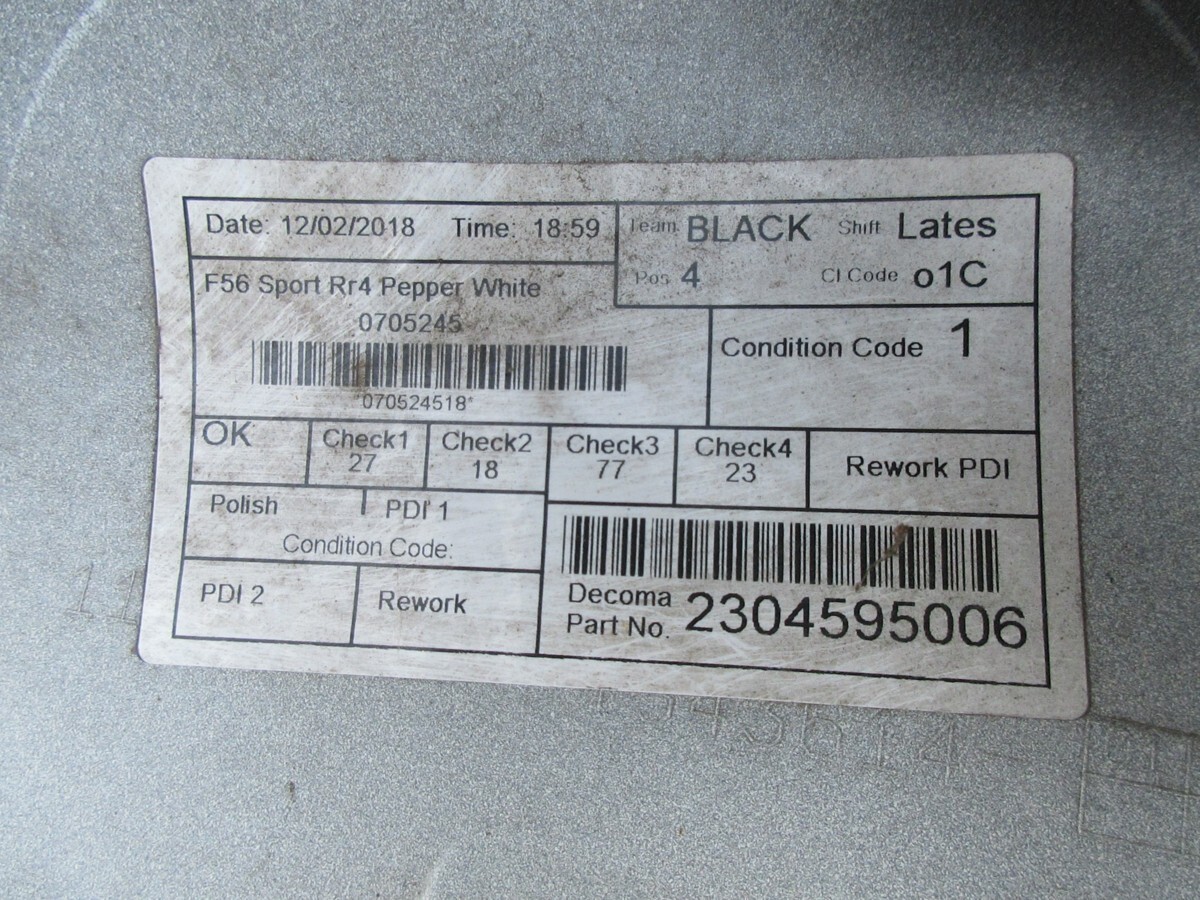 Date: 12/02/2018 Time: 18:59
Team BLACK Shift Lates
Pos 4 CI Code o1C
F56 Sport Rr4 Pepper White
0705245
*070524518*
Condition Code 1
OK
Check1
27
Check2
18
Check3
77
Check4
23
Rework PDI
Polish PDI 1
Condition Code:
PDI 2
Rework
Decoma
Part No. 2304595006